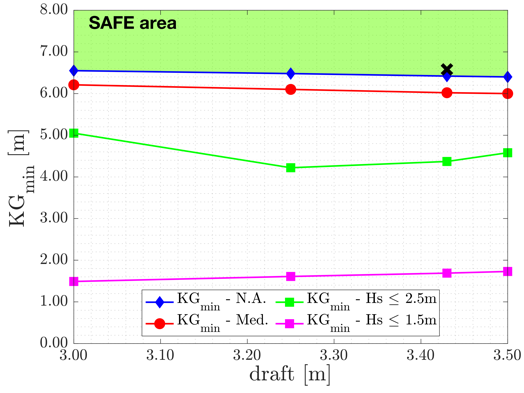 8.00
SAFE area
7.00
6.00
5.00
4.00
3.00
2.00
1.00
0.00
KGmin [m]
KGmin - N.A.
KGmin - Hs ≤ 2.5m
KGmin - Med.
KGmin - Hs ≤ 1.5m
3.00 3.10 3.20 3.30 3.40 3.50
draft [m]